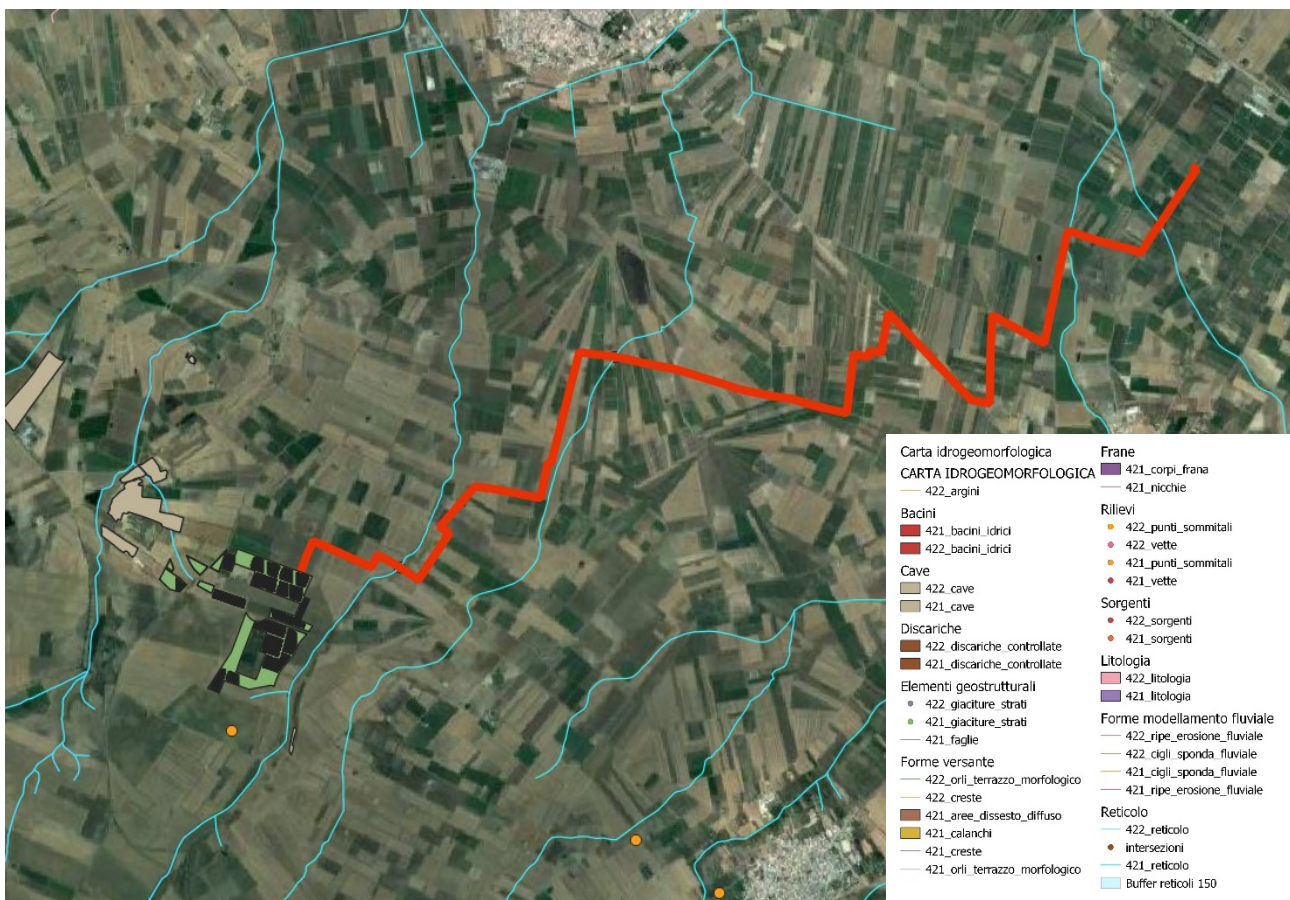 Carta idrogeomorfologica
CARTA IDROGEOMORFOLOGICA
422_argini
Bacini
421_bacini_idrici
422_bacini_idrici
Cave
422_cave
421_cave
Discariche
422_discariche_controllate
421_discariche_controllate
Elementi geostrutturali
422_giaciture_strati
421_giaciture_strati
421_faglie
Forme versante
422_orli_terrazzo_morfologico
422_creste
421_aree_dissesto_diffuso
421_calanchi
421_creste
421_orli_terrazzo_morfologico
Frane
421_corpi_frana
421_nicchie
Rilievi
422_punti_sommitali
422_vette
421_punti_sommitali
421_vette
Sorgenti
422_sorgenti
421_sorgenti
Litologia
422_litologia
421_litologia
Forme modellamento fluviale
422_ripe_erosione_fluviale
422_cigli_sponda_fluviale
421_cigli_sponda_fluviale
421_ripe_erosione_fluviale
Reticolo
422_reticolo
intersezioni
421_reticolo
Buffer reticoli 150